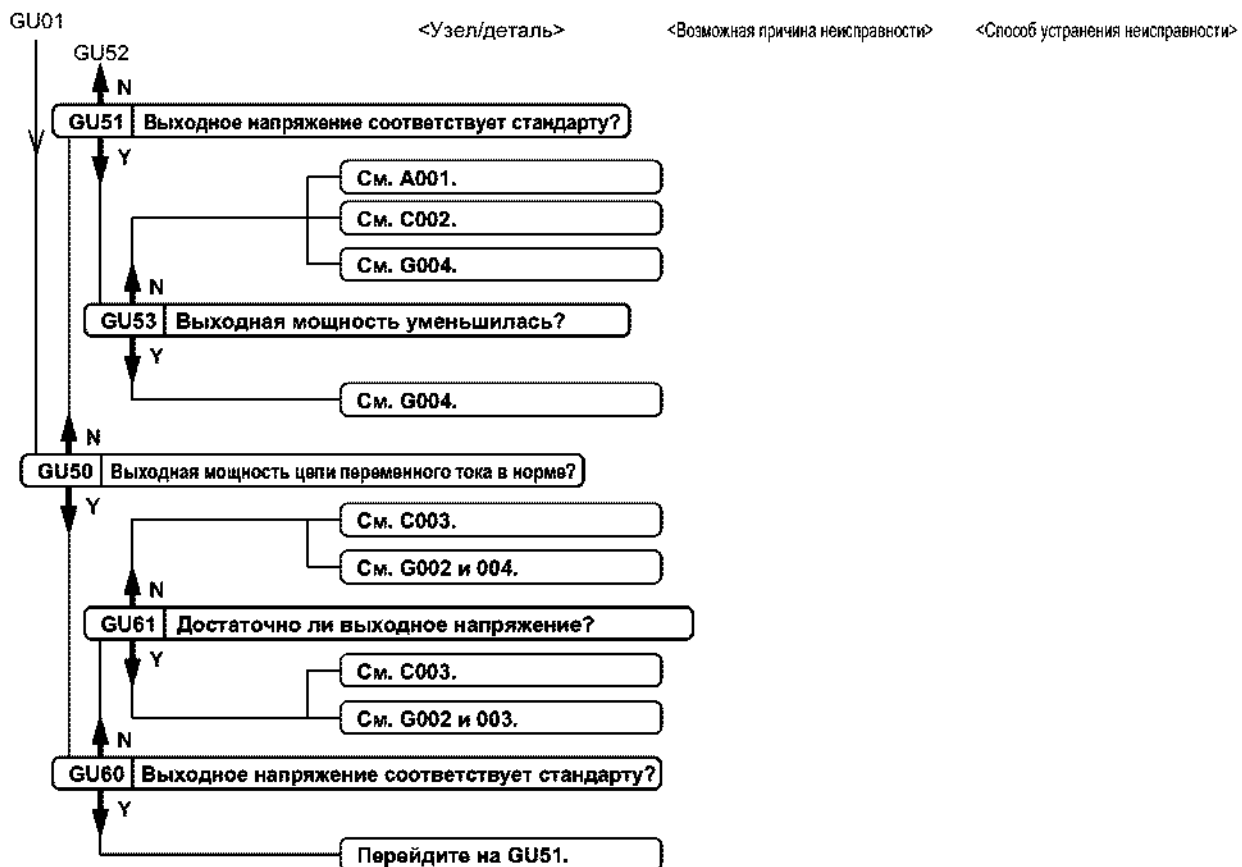 GU01
<Узел/деталь> <Возможная причина неисправности> <Способ устранения неисправности>
GU52
N
GU51 Выходное напряжение соответствует стандарту?
Y
См. A001.
См. C002.
См. G004.
N
GU53 Выходная мощность уменьшилась?
Y
См. G004.
N
GU50 Выходная мощность цепи переменного тока в норме?
Y
См. C003.
См. G002 и 004.
N
GU61 Достаточно ли выходное напряжение?
Y
См. C003.
См. G002 и 003.
N
GU60 Выходное напряжение соответствует стандарту?
Y
Перейдите на GU51.